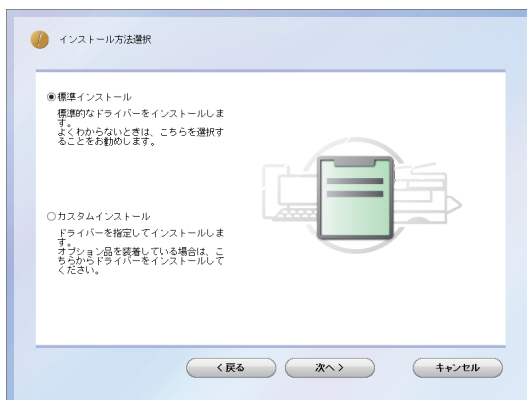 インストール方法選択
標準インストール
標準的なドライバーをインストールしま
す。
よくわからないときは、こちらを選択す
ることをお勧めします。
カスタムインストール
ドライバーを指定してインストールしま
す。
オプション品を装着している場合は、こ
ちらからドライバーをインストールして
ください。
< 戻る
次へ >
キャンセル